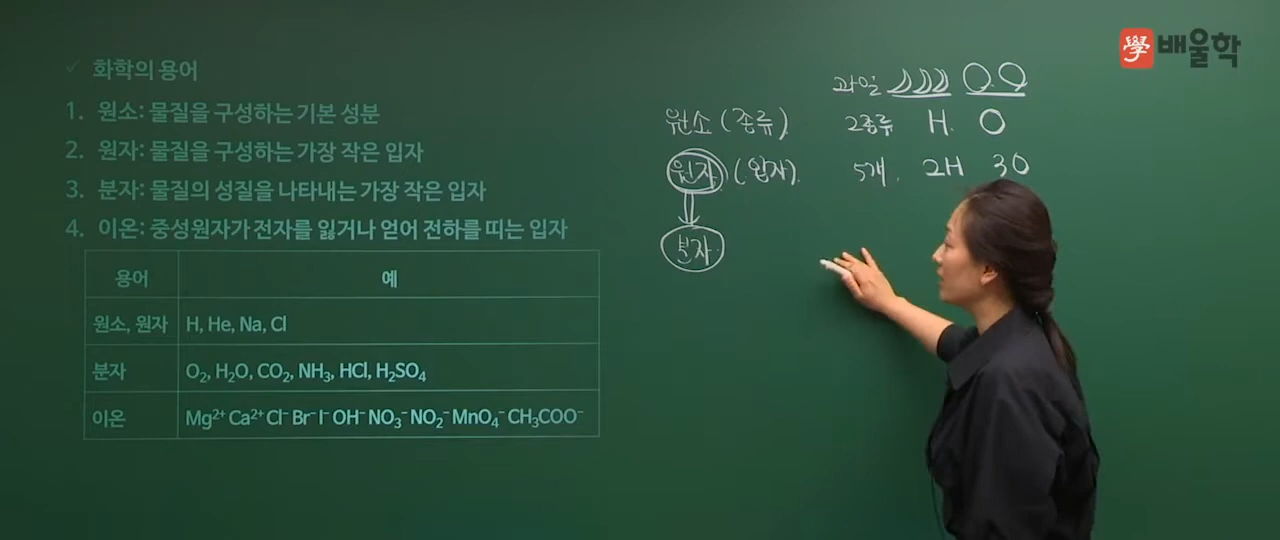 學배울학
✓ 화학의 용어
1. 원소: 물질을 구성하는 기본 성분
2. 원자: 물질을 구성하는 가장 작은 입자
3. 분자: 물질의 성질을 나타내는 가장 작은 입자
4. 이온: 중성원자가 전자를 잃거나 얻어 전하를 띠는 입자
용어 예
원소, 원자 H, He, Na, Cl
분자 O₂, H₂O, CO₂, NH₃, HCl, H₂SO₄
이온 Mg²⁺ Ca²⁺ Cl⁻ Br⁻ I⁻ OH⁻ NO₃⁻ NO₂⁻ MnO₄⁻ CH₃COO⁻
과일
원소 (종류). 2종류 H. O
원자 (입자). 5개. 2H 3O
분자